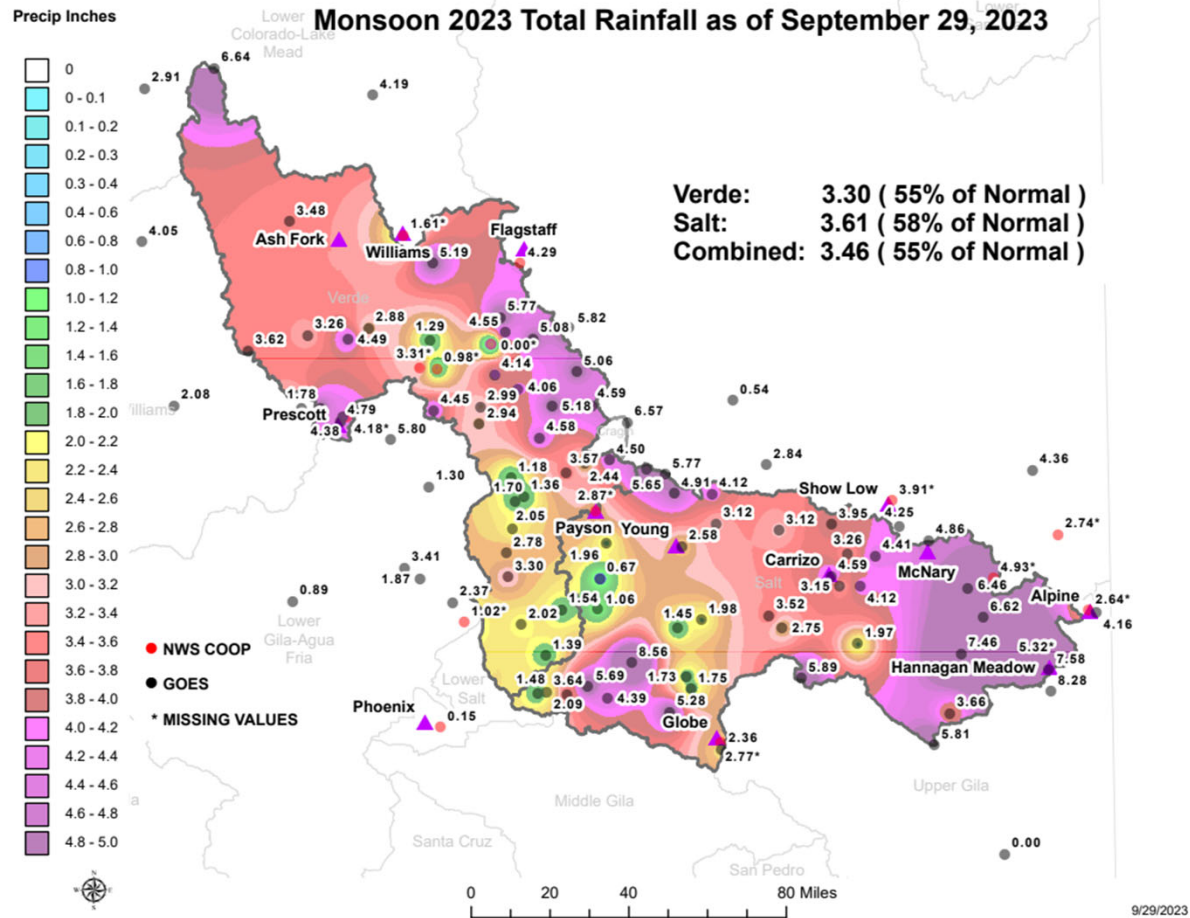 Monsoon 2023 Total Rainfall as of September 29, 2023
Precip Inches
0
0 - 0.1
0.1 - 0.2
0.2 - 0.3
0.3 - 0.4
0.4 - 0.6
0.6 - 0.8
0.8 - 1.0
1.0 - 1.2
1.2 - 1.4
1.4 - 1.6
1.6 - 1.8
1.8 - 2.0
2.0 - 2.2
2.2 - 2.4
2.4 - 2.6
2.6 - 2.8
2.8 - 3.0
3.0 - 3.2
3.2 - 3.4
3.4 - 3.6
3.6 - 3.8
3.8 - 4.0
4.0 - 4.2
4.2 - 4.4
4.4 - 4.6
4.6 - 4.8
4.8 - 5.0
Lower
Colorado-Lake
Mead
Lower
Verde: 3.30 ( 55% of Normal )
Salt: 3.61 ( 58% of Normal )
Combined: 3.46 ( 55% of Normal )
6.64
2.91
4.19
4.05
3.48
Ash Fork
1.61*
Williams
5.19
Flagstaff
4.29
Verde
5.77
5.82
3.26
2.88
1.29
4.55
5.08
3.62
4.49
0.00*
3.31*
0.98*
4.14
5.06
2.08
1.78
4.45
2.99
4.06
4.59
0.54
Williams
Prescott
4.79
2.94
5.18
6.57
4.38
4.18*
5.80
4.58
Cragin
4.50
1.30
1.18
3.57
5.77
2.84
4.36
1.70
1.36
2.44
5.65
4.91
4.12
Show Low
3.91*
2.87*
2.05
Payson
Young
3.12
3.12
3.95
4.25
2.74*
2.78
1.96
2.58
3.26
4.41
4.86
3.41
1.87
3.30
0.67
Carrizo
4.59
McNary
4.93*
Salt
3.15
4.12
6.46
0.89
2.37
1.54
1.06
Alpine
2.64*
1.02*
2.02
1.45
1.98
3.52
2.75
6.62
4.16
Lower
Gila-Agua
Fria
1.39
8.56
1.97
7.46
5.32*
Hannagan Meadow
7.58
8.28
Lower
Salt
1.48
3.64
5.69
1.73
1.75
5.89
2.09
4.39
5.28
3.66
Phoenix
0.15
Globe
2.36
2.77*
5.81
NWS COOP
GOES
* MISSING VALUES
Middle Gila
Upper Gila
Santa Cruz
San Pedro
0.00
a
N
W
E
S
0 20 40 80 Miles
9/29/2023